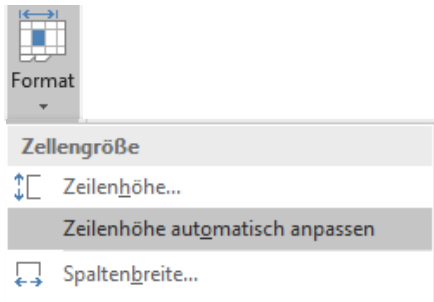 Format
Zellengröße
Zeilenhöhe...
Zeilenhöhe automatisch anpassen
Spaltenbreite...